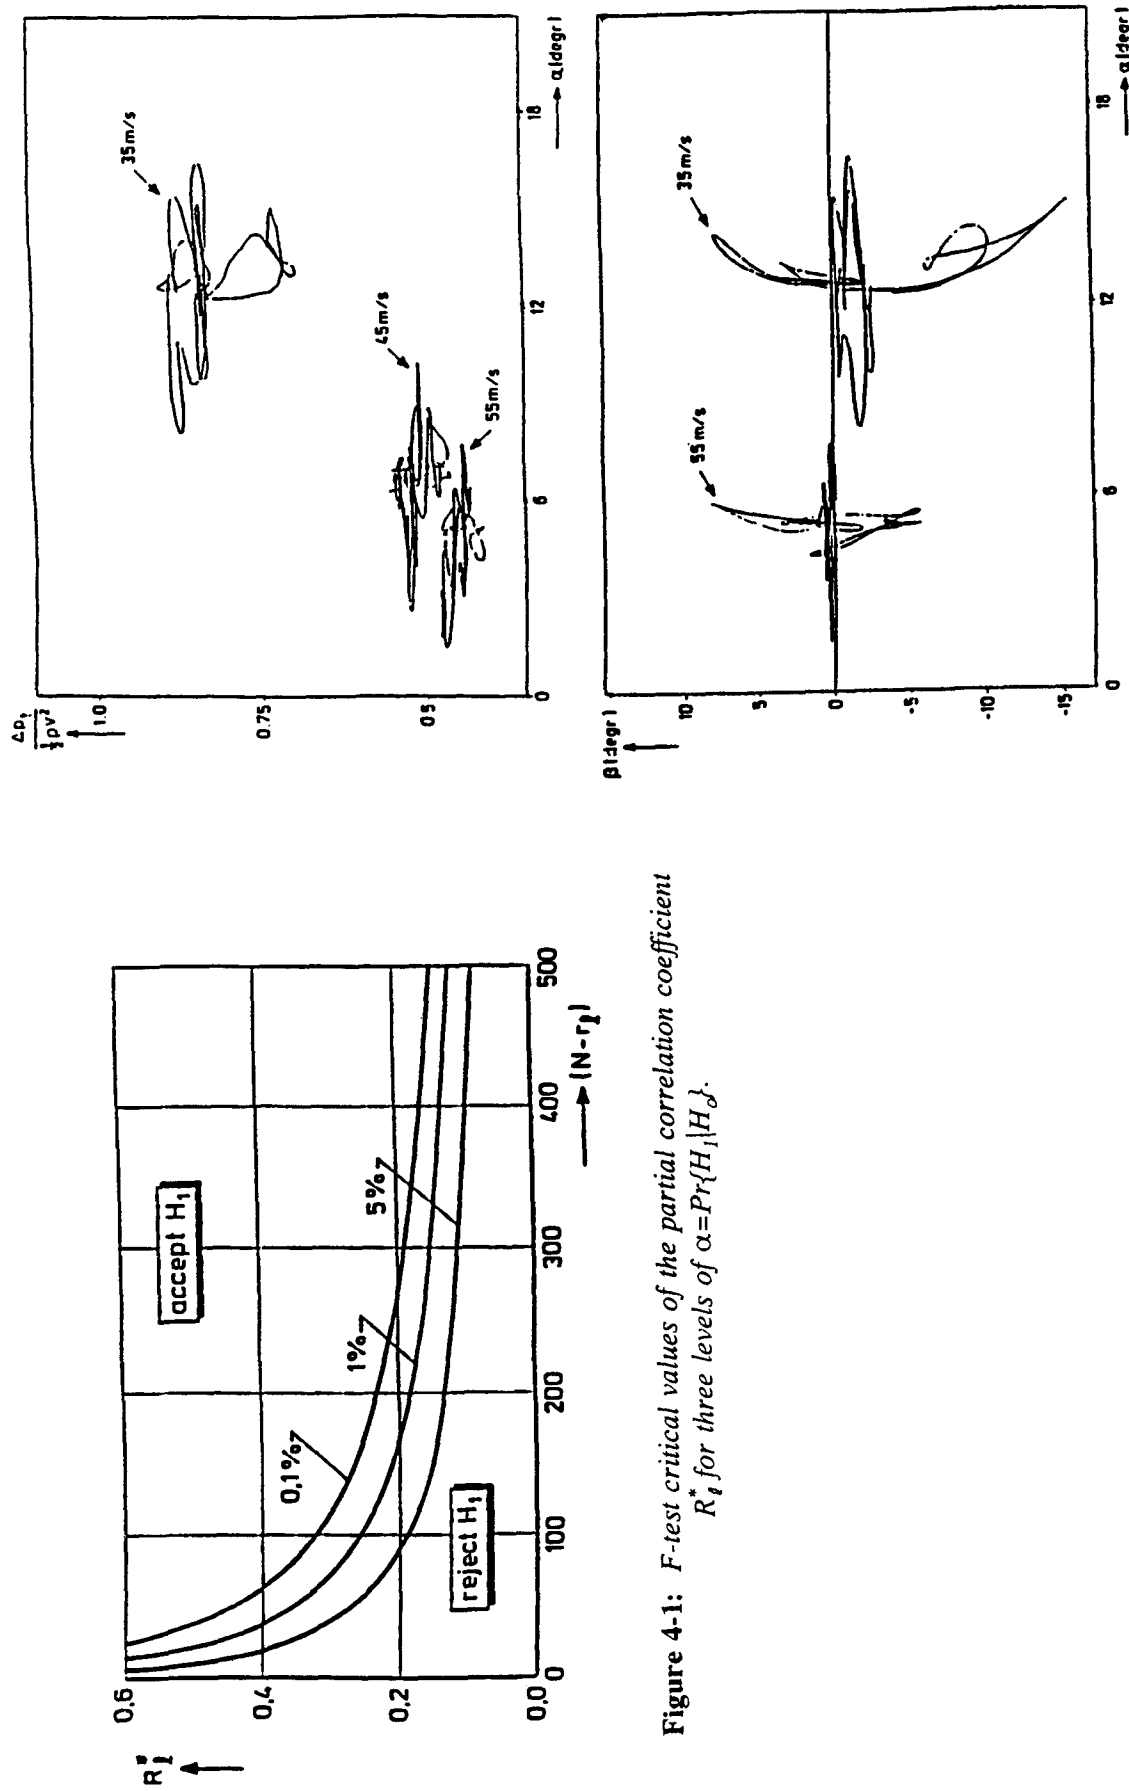 R*ℓ
0.6
0.4
0.2
0.0
0
100
200
300
400
500
(N-rℓ)
0,1%
1%
5%
accept H1
reject H1
Figure 4-1: F-test critical values of the partial correlation coefficient
R*ℓ for three levels of α=Pr{H1|Ho}.
Δpt
½ρV²
1.0
0.75
0.5
0
6
12
18
α(degr)
35m/s
45m/s
55m/s
β(degr)
10
5
0
-5
-10
-15
0
6
12
18
α(degr)
55m/s
35m/s